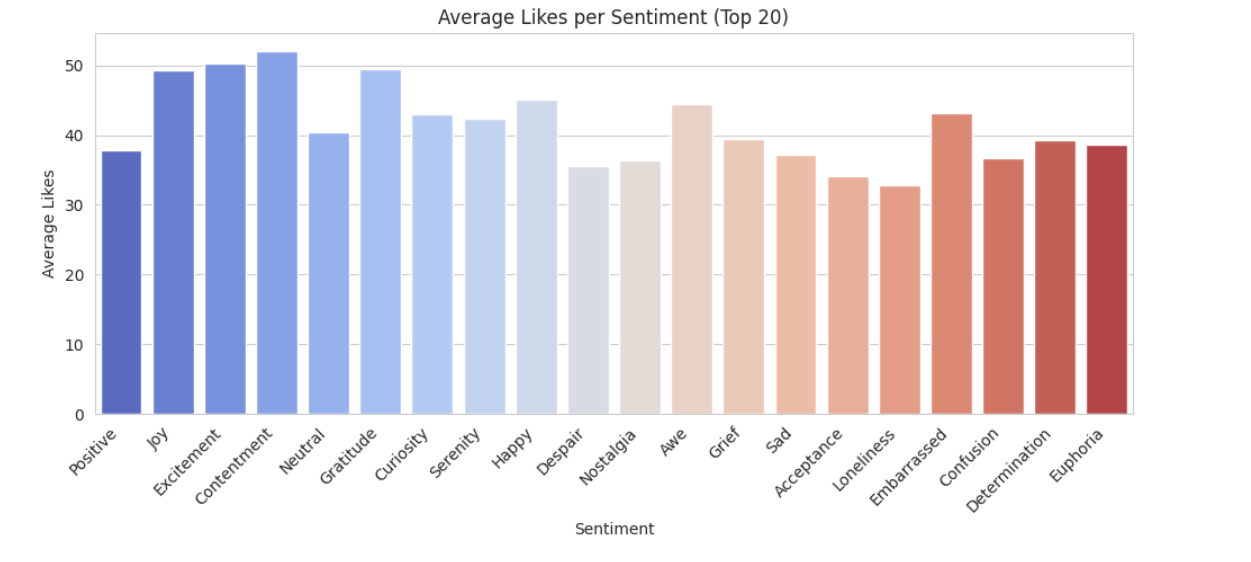 Average Likes per Sentiment (Top 20)
Average Likes
50
40
30
20
10
0
Positive
Joy
Excitement
Contentment
Neutral
Gratitude
Curiosity
Serenity
Happy
Despair
Nostalgia
Awe
Grief
Sad
Acceptance
Loneliness
Embarrassed
Confusion
Determination
Euphoria
Sentiment